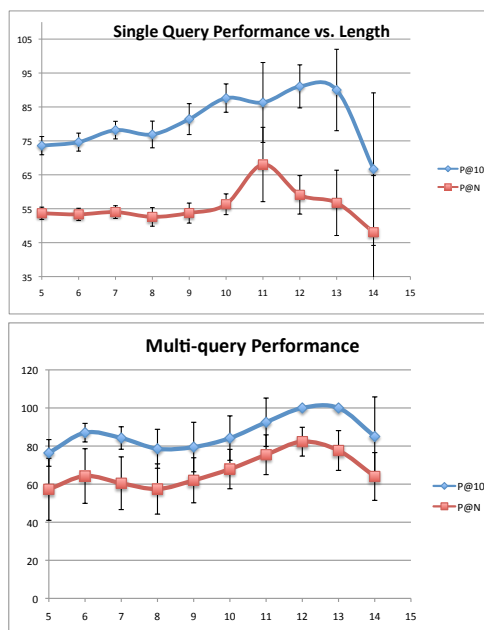 Single Query Performance vs. Length
105
95
85
75
65
55
45
35
5 6 7 8 9 10 11 12 13 14 15
P@10
P@N
Multi-query Performance
120
100
80
60
40
20
0
5 6 7 8 9 10 11 12 13 14 15
P@10
P@N